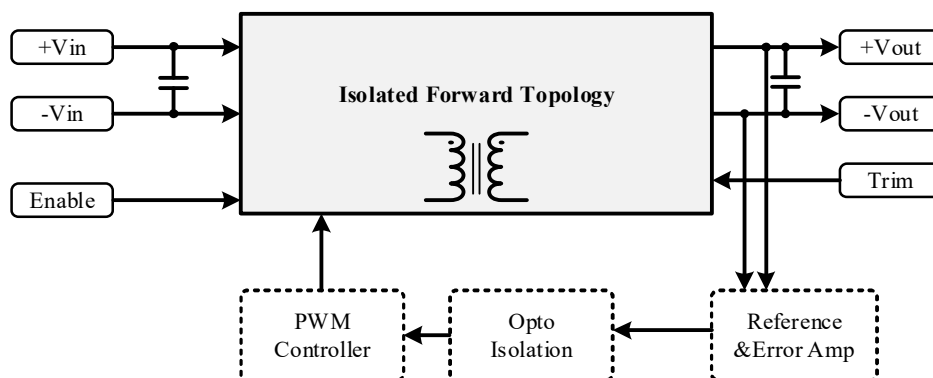 +Vin
+Vout
Isolated Forward Topology
-Vin
-Vout
Enable
Trim
PWM
Controller
Opto
Isolation
Reference
&Error Amp